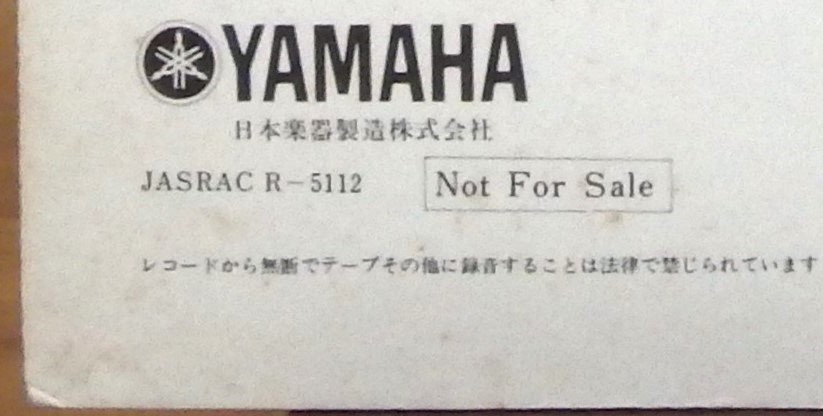 YAMAHA
日本楽器製造株式会社
JASRAC R-5112
Not For Sale
レコードから無断でテープその他に録音することは法律で禁じられています